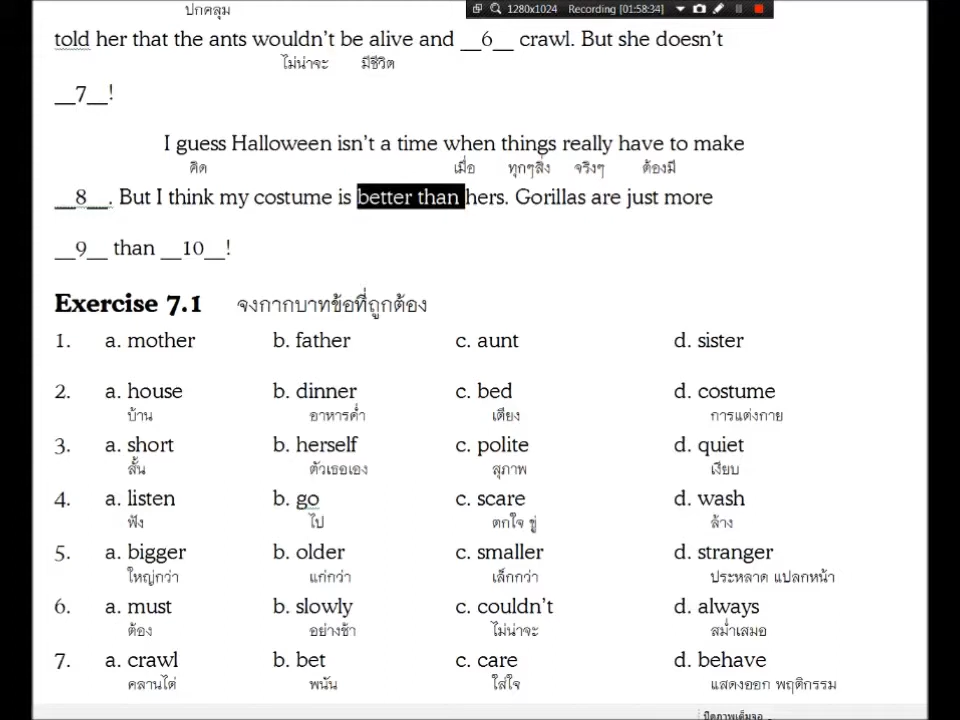 ปกคลุม
1280x1024 Recording [01:58:34]
told her that the ants wouldn't be alive and __6__ crawl. But she doesn't
ไม่น่าจะ มีชีวิต
__7__!
I guess Halloween isn't a time when things really have to make
คิด เมื่อ ทุกๆสิ่ง จริงๆ ต้องมี
__8__. But I think my costume is better than hers. Gorillas are just more
__9__ than __10__!
Exercise 7.1 จงกากบาทข้อที่ถูกต้อง
1. a. mother b. father c. aunt d. sister
2. a. house b. dinner c. bed d. costume
บ้าน อาหารค่ำ เตียง การแต่งกาย
3. a. short b. herself c. polite d. quiet
สั้น ตัวเธอเอง สุภาพ เงียบ
4. a. listen b. go c. scare d. wash
ฟัง ไป ตกใจ ขู่ ล้าง
5. a. bigger b. older c. smaller d. stranger
ใหญ่กว่า แก่กว่า เล็กกว่า ประหลาด แปลกหน้า
6. a. must b. slowly c. couldn't d. always
ต้อง อย่างช้า ไม่น่าจะ สม่ำเสมอ
7. a. crawl b. bet c. care d. behave
คลานไต่ พนัน ใส่ใจ แสดงออก พฤติกรรม
ปิดภาพเต็มจอ